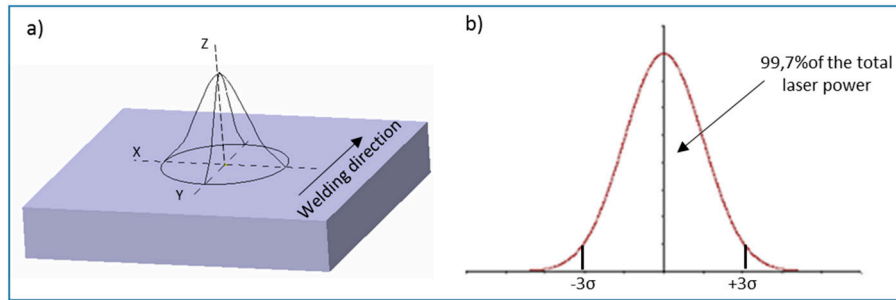 a)
Z
X
Y
Welding direction
b)
99,7%of the total
laser power
-3σ
+3σ